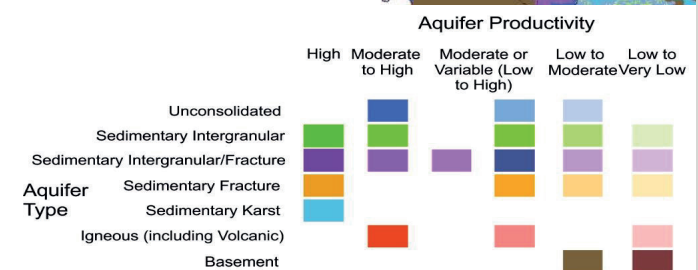 Aquifer Productivity
High Moderate to High Moderate or Variable (Low to High) Low to Moderate Low to Very Low
Unconsolidated
Sedimentary Intergranular
Sedimentary Intergranular/Fracture
Aquifer Type
Sedimentary Fracture
Sedimentary Karst
Igneous (including Volcanic)
Basement